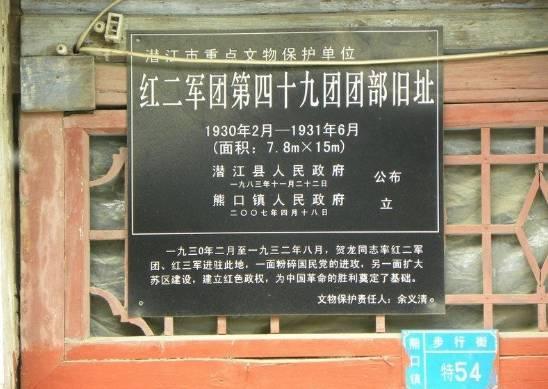 潜江市重点文物保护单位
红二军团第四十九团团部旧址
1930年2月—1931年6月
(面积：7.8m×15m)
潜江县人民政府
一九八三年十一月二十二日
公布
熊口镇人民政府
二〇〇七年四月十八日
立
一九三0年二月至一九三二年八月，贺龙同志率红二军
团、红三军进驻此地，一面粉碎国民党的进攻，另一面扩大
苏区建设，建立红色政权，为中国革命的胜利奠定了基础。
文物保护责任人：余义清。
熊口镇
步行街
特54